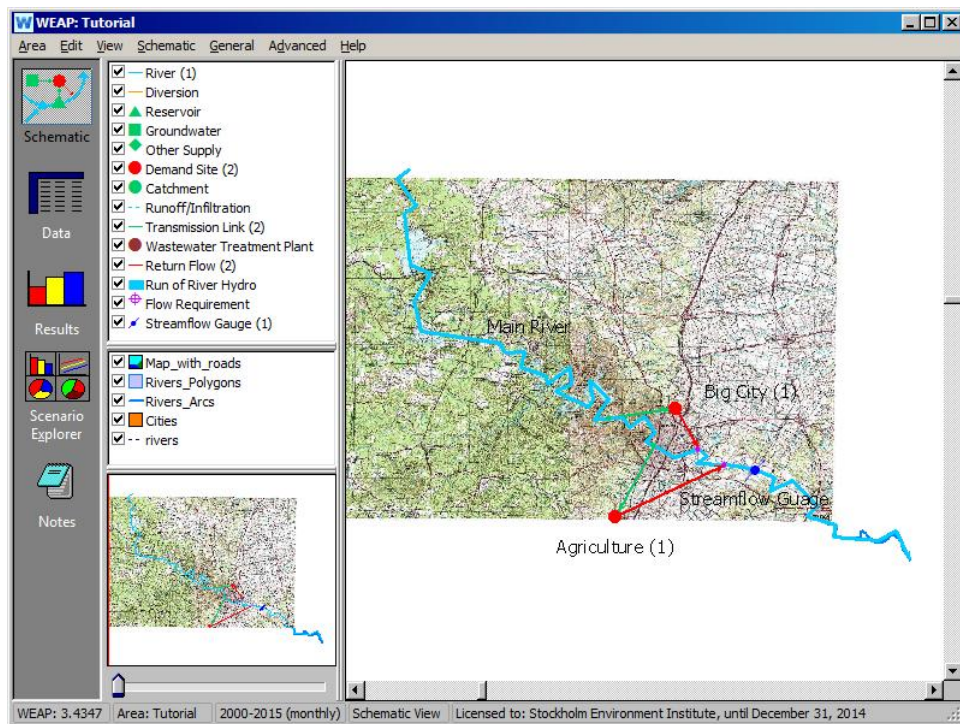 WEAP: Tutorial
Area Edit View Schematic General Advanced Help
Schematic
Data
Results
Scenario
Explorer
Notes
River (1)
Diversion
Reservoir
Groundwater
Other Supply
Demand Site (2)
Catchment
Runoff/Infiltration
Transmission Link (2)
Wastewater Treatment Plant
Return Flow (2)
Run of River Hydro
Flow Requirement
Streamflow Gauge (1)
Map_with_roads
Rivers_Polygons
Rivers_Arcs
Cities
rivers
Main River
Big City (1)
Streamflow Guage
Agriculture (1)
WEAP: 3.4347 Area: Tutorial 2000-2015 (monthly) Schematic View Licensed to: Stockholm Environment Institute, until December 31, 2014